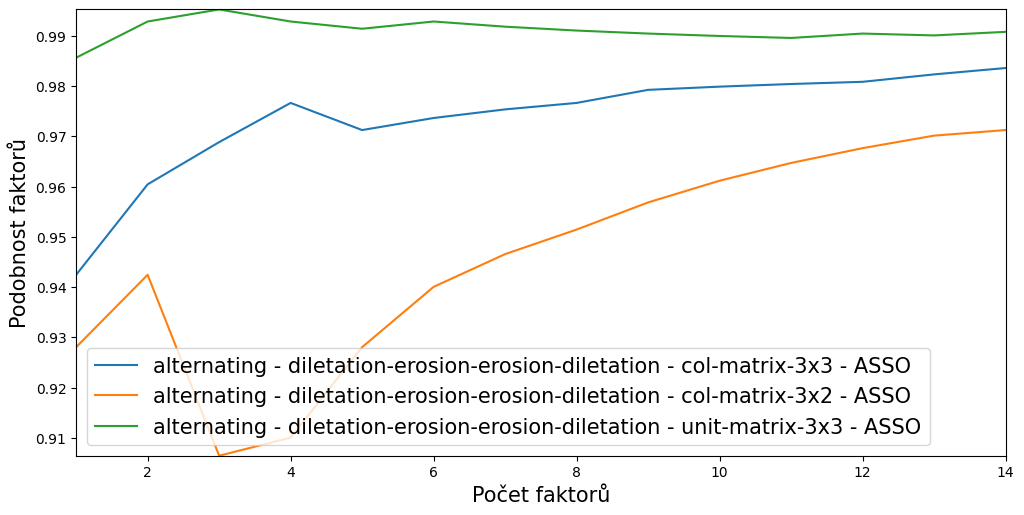 0.99
0.98
0.97
0.96
0.95
0.94
0.93
0.92
0.91
Podobnost faktorů
alternating - diletation-erosion-erosion-diletation - col-matrix-3x3 - ASSO
alternating - diletation-erosion-erosion-diletation - col-matrix-3x2 - ASSO
alternating - diletation-erosion-erosion-diletation - unit-matrix-3x3 - ASSO
2 4 6 8 10 12 14
Počet faktorů